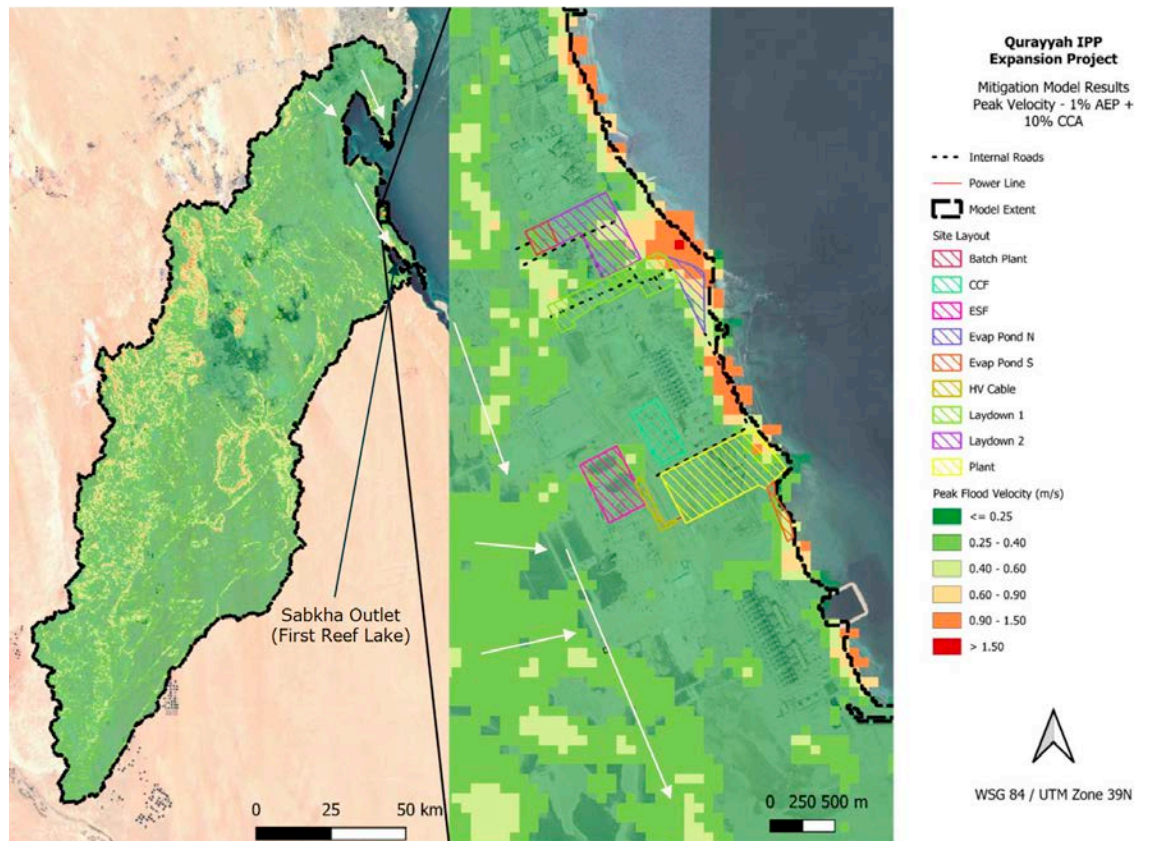 Qurayyah IPP
Expansion Project
Mitigation Model Results
Peak Velocity - 1% AEP +
10% CCA
Internal Roads
Power Line
Model Extent
Site Layout
Batch Plant
CCF
ESF
Evap Pond N
Evap Pond S
HV Cable
Laydown 1
Laydown 2
Plant
Peak Flood Velocity (m/s)
<= 0.25
0.25 - 0.40
0.40 - 0.60
0.60 - 0.90
0.90 - 1.50
> 1.50
WSG 84 / UTM Zone 39N
Sabkha Outlet
(First Reef Lake)
0 25 50 km
0 250 500 m